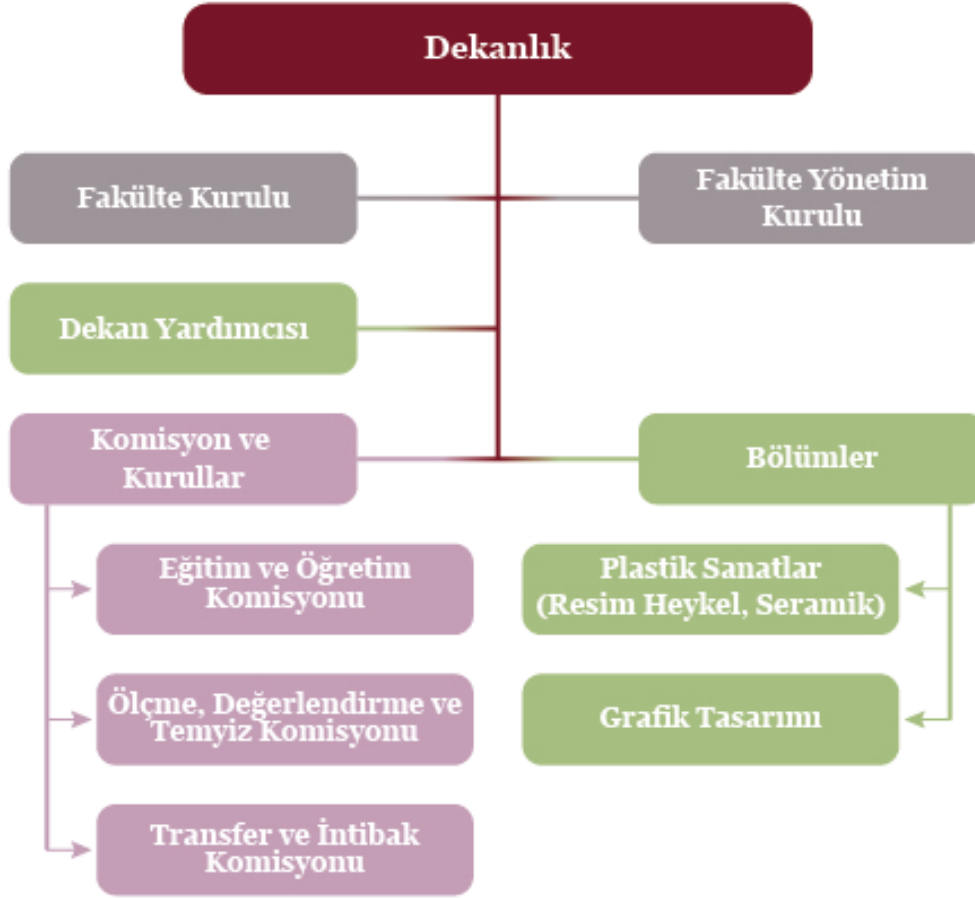 Dekanlık
Fakülte Kurulu
Fakülte Yönetim
Kurulu
Dekan Yardımcısı
Komisyon ve
Kurullar
Bölümler
Eğitim ve Öğretim
Komisyonu
Plastik Sanatlar
(Resim Heykel, Seramik)
Ölçme, Değerlendirme ve
Temyiz Komisyonu
Grafik Tasarımı
Transfer ve İntibak
Komisyonu